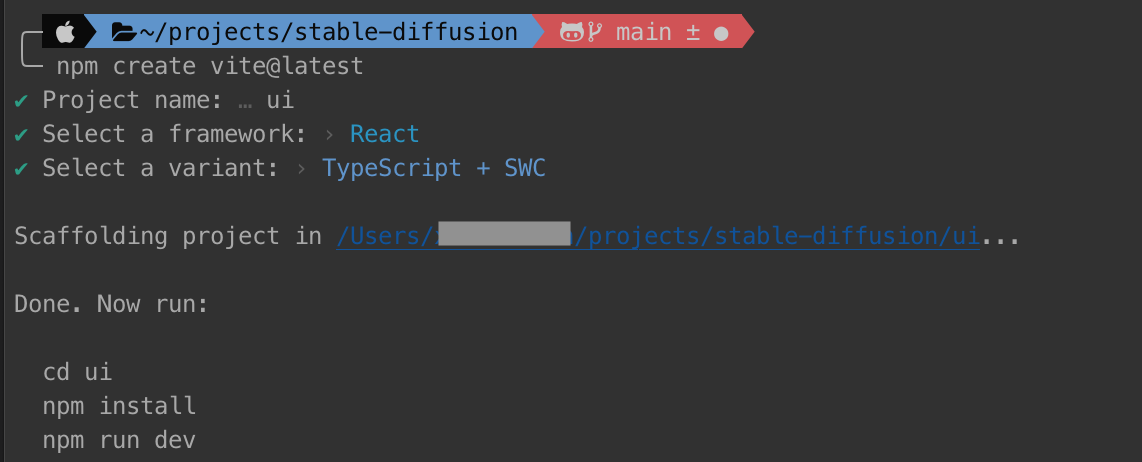 ~/projects/stable-diffusion main ± ●
npm create vite@latest
✔ Project name: … ui
✔ Select a framework: › React
✔ Select a variant: › TypeScript + SWC
Scaffolding project in /Users/ /projects/stable-diffusion/ui...
Done. Now run:
cd ui
npm install
npm run dev